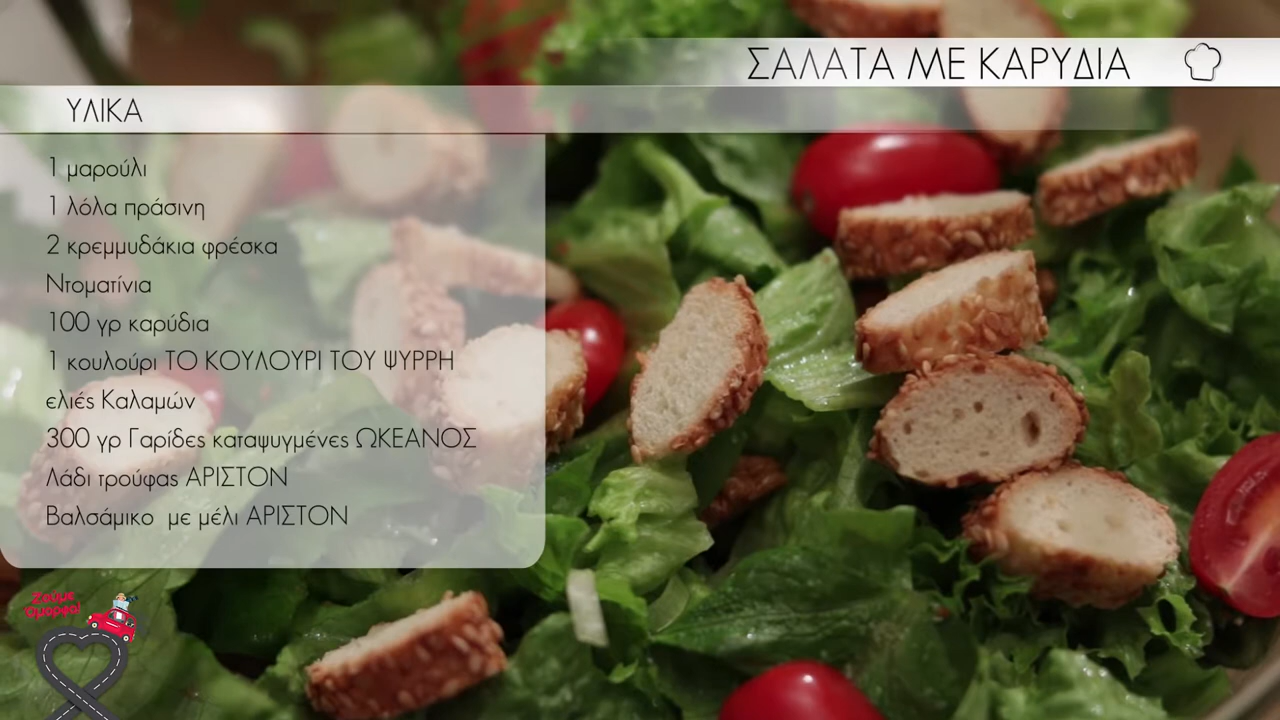 ΣΑΛΑΤΑ ΜΕ ΚΑΡΥΔΙΑ
ΥΛΙΚΑ
1 μαρούλι
1 λόλα πράσινη
2 κρεμμυδάκια φρέσκα
Ντοματίνια
100 γρ καρύδια
1 κουλούρι ΤΟ ΚΟΥΛΟΥΡΙ ΤΟΥ ΨΥΡΡΗ
ελιές Καλαμών
300 γρ Γαρίδες καταψυγμένες ΩΚΕΑΝΟΣ
Λάδι τρούφας ΑΡΙΣΤΟΝ
Βαλσάμικο με μέλι ΑΡΙΣΤΟΝ
Ζούμε
Όμορφα!